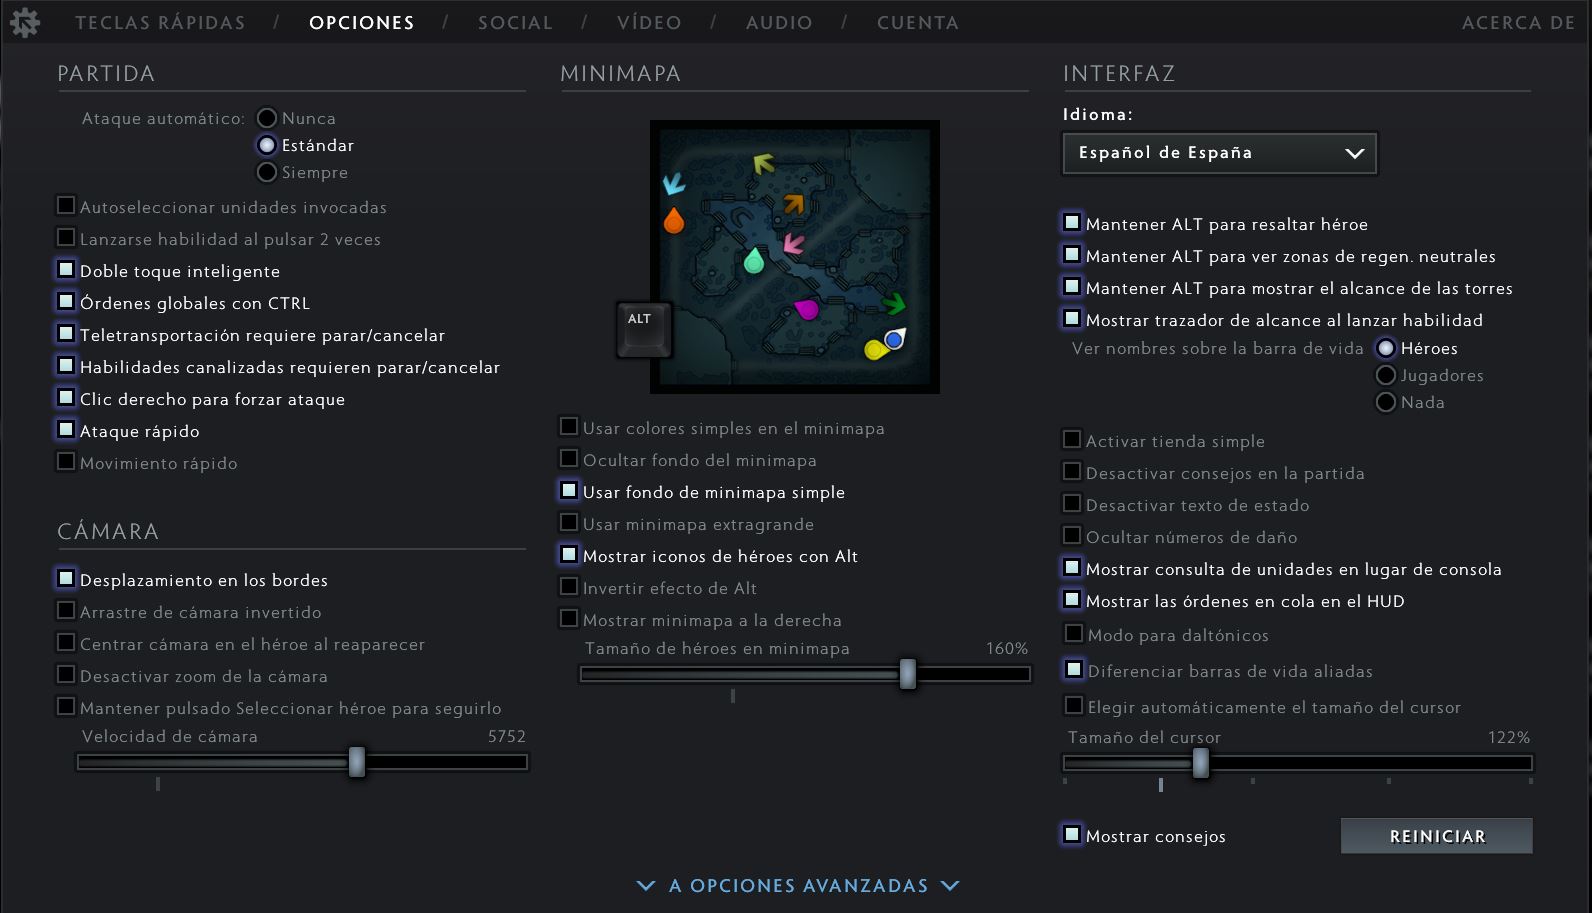 TECLAS RÁPIDAS / OPCIONES / SOCIAL / VÍDEO / AUDIO / CUENTA
ACERCA DE
PARTIDA
Ataque automático:
Nunca
Estándar
Siempre
Autoseleccionar unidades invocadas
Lanzarse habilidad al pulsar 2 veces
Doble toque inteligente
Órdenes globales con CTRL
Teletransportación requiere parar/cancelar
Habilidades canalizadas requieren parar/cancelar
Clic derecho para forzar ataque
Ataque rápido
Movimiento rápido
CÁMARA
Desplazamiento en los bordes
Arrastre de cámara invertido
Centrar cámara en el héroe al reaparecer
Desactivar zoom de la cámara
Mantener pulsado Seleccionar héroe para seguirlo
Velocidad de cámara 5752
MINIMAPA
ALT
Usar colores simples en el minimapa
Ocultar fondo del minimapa
Usar fondo de minimapa simple
Usar minimapa extragrande
Mostrar iconos de héroes con Alt
Invertir efecto de Alt
Mostrar minimapa a la derecha
Tamaño de héroes en minimapa 160%
INTERFAZ
Idioma:
Español de España
Mantener ALT para resaltar héroe
Mantener ALT para ver zonas de regen. neutrales
Mantener ALT para mostrar el alcance de las torres
Mostrar trazador de alcance al lanzar habilidad
Ver nombres sobre la barra de vida
Héroes
Jugadores
Nada
Activar tienda simple
Desactivar consejos en la partida
Desactivar texto de estado
Ocultar números de daño
Mostrar consulta de unidades en lugar de consola
Mostrar las órdenes en cola en el HUD
Modo para daltónicos
Diferenciar barras de vida aliadas
Elegir automáticamente el tamaño del cursor
Tamaño del cursor 122%
Mostrar consejos
REINICIAR
A OPCIONES AVANZADAS